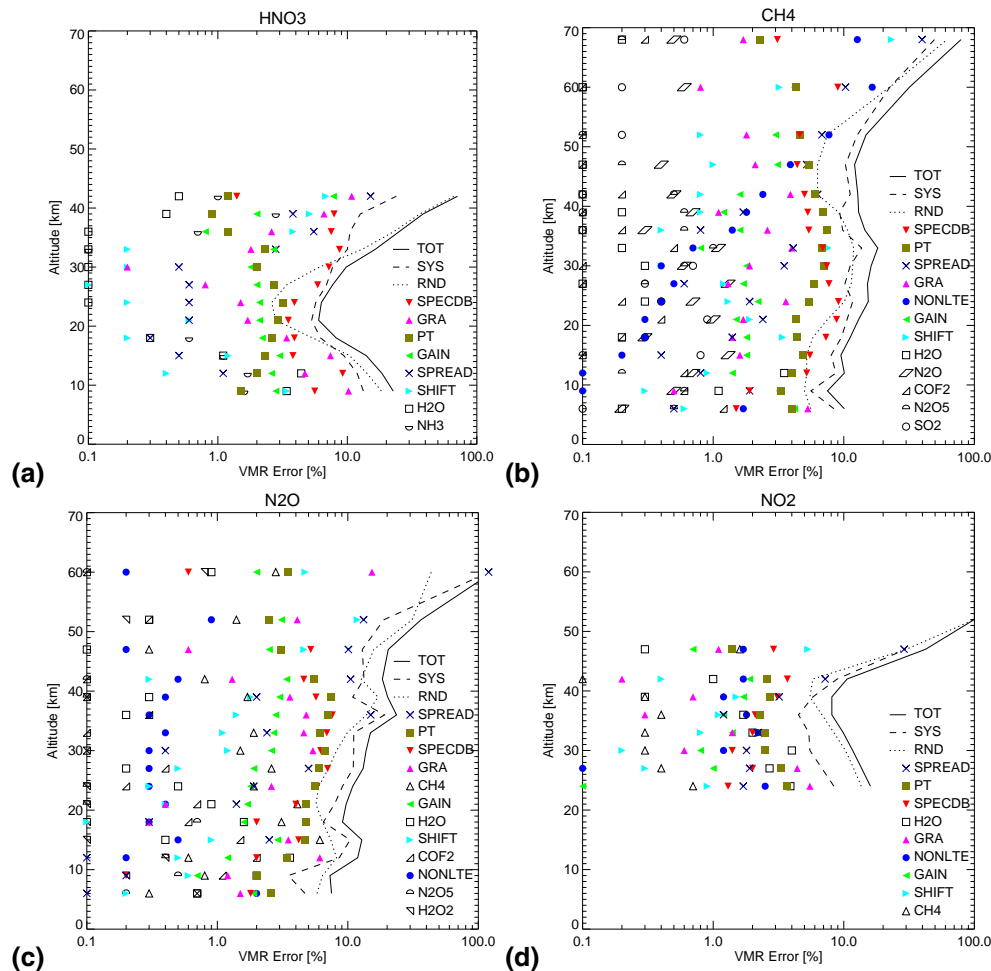 HNO3
70
60
50
40
30
20
10
0
Altitude [km]
0.1
1.0
10.0
100.0
VMR Error [%]
TOT
SYS
RND
SPECDB
GRA
PT
GAIN
SPREAD
SHIFT
H2O
NH3
(a)
CH4
70
60
50
40
30
20
10
0
Altitude [km]
0.1
1.0
10.0
100.0
VMR Error [%]
TOT
SYS
RND
SPECDB
PT
SPREAD
GRA
NONLTE
GAIN
SHIFT
H2O
N2O
COF2
N2O5
SO2
(b)
N2O
70
60
50
40
30
20
10
0
Altitude [km]
0.1
1.0
10.0
100.0
VMR Error [%]
TOT
SYS
RND
SPREAD
PT
SPECDB
GRA
CH4
GAIN
H2O
SHIFT
COF2
NONLTE
N2O5
H2O2
(c)
NO2
70
60
50
40
30
20
10
0
Altitude [km]
0.1
1.0
10.0
100.0
VMR Error [%]
TOT
SYS
RND
SPREAD
PT
SPECDB
H2O
GRA
NONLTE
GAIN
SHIFT
CH4
(d)